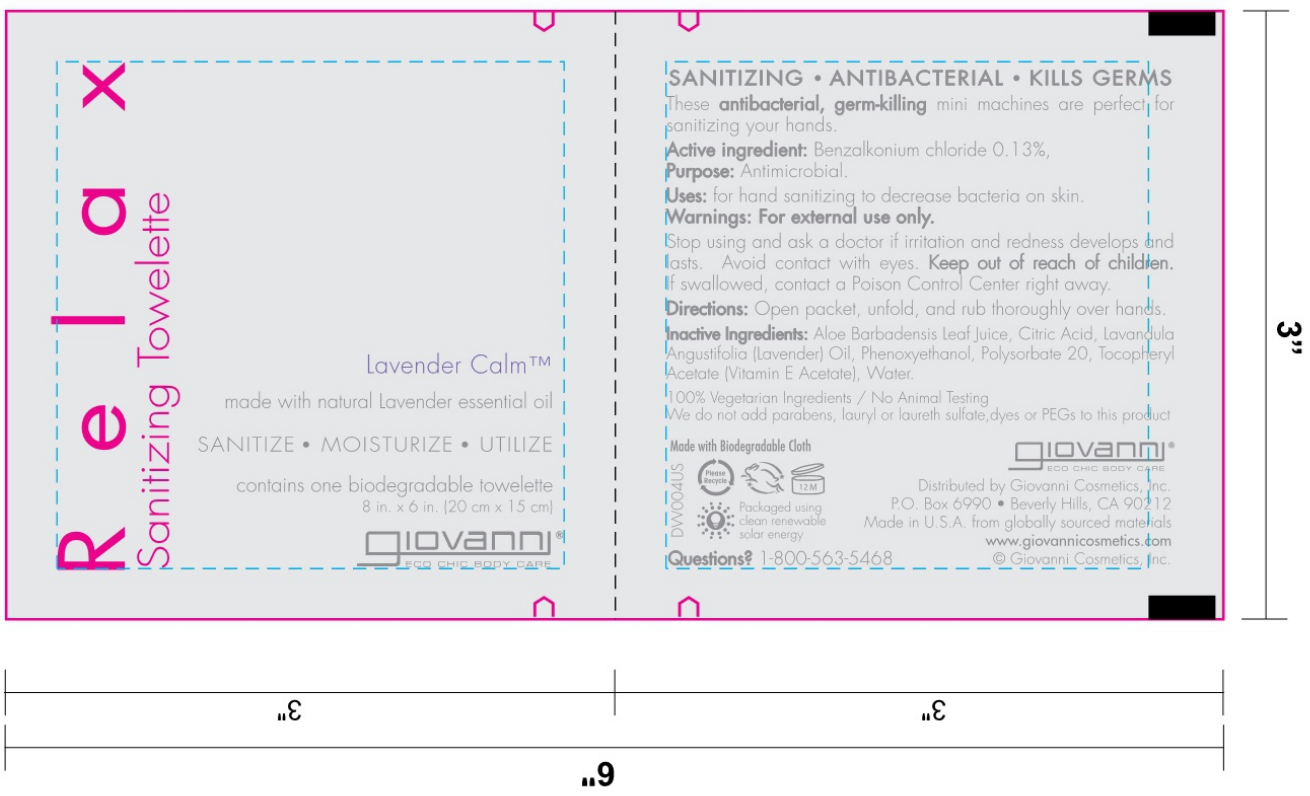 Relax
Sanitizing Towelette
Lavender Calm™
made with natural Lavender essential oil
SANITIZE • MOISTURIZE • UTILIZE
contains one biodegradable towelette
8 in. x 6 in. (20 cm x 15 cm)
giovanni®
ECO CHIC BODY CARE
SANITIZING • ANTIBACTERIAL • KILLS GERMS
These antibacterial, germ-killing mini machines are perfect for
sanitizing your hands.
Active ingredient: Benzalkonium chloride 0.13%,
Purpose: Antimicrobial.
Uses: for hand sanitizing to decrease bacteria on skin.
Warnings: For external use only.
Stop using and ask a doctor if irritation and redness develops and
lasts. Avoid contact with eyes. Keep out of reach of children.
If swallowed, contact a Poison Control Center right away.
Directions: Open packet, unfold, and rub thoroughly over hands.
Inactive Ingredients: Aloe Barbadensis Leaf Juice, Citric Acid, Lavandula
Angustifolia (Lavender) Oil, Phenoxyethanol, Polysorbate 20, Tocopheryl
Acetate (Vitamin E Acetate), Water.
100% Vegetarian Ingredients / No Animal Testing
We do not add parabens, lauryl or laureth sulfate,dyes or PEGs to this product
Made with Biodegradable Cloth
DW004US
Please
Recycle
12M
Packaged using
clean renewable
solar energy
Questions? 1-800-563-5468
giovanni®
ECO CHIC BODY CARE
Distributed by Giovanni Cosmetics, Inc.
P.O. Box 6990 • Beverly Hills, CA 90212
Made in U.S.A. from globally sourced materials
www.giovannicosmetics.com
© Giovanni Cosmetics, Inc.
3"
3"
3"
6"